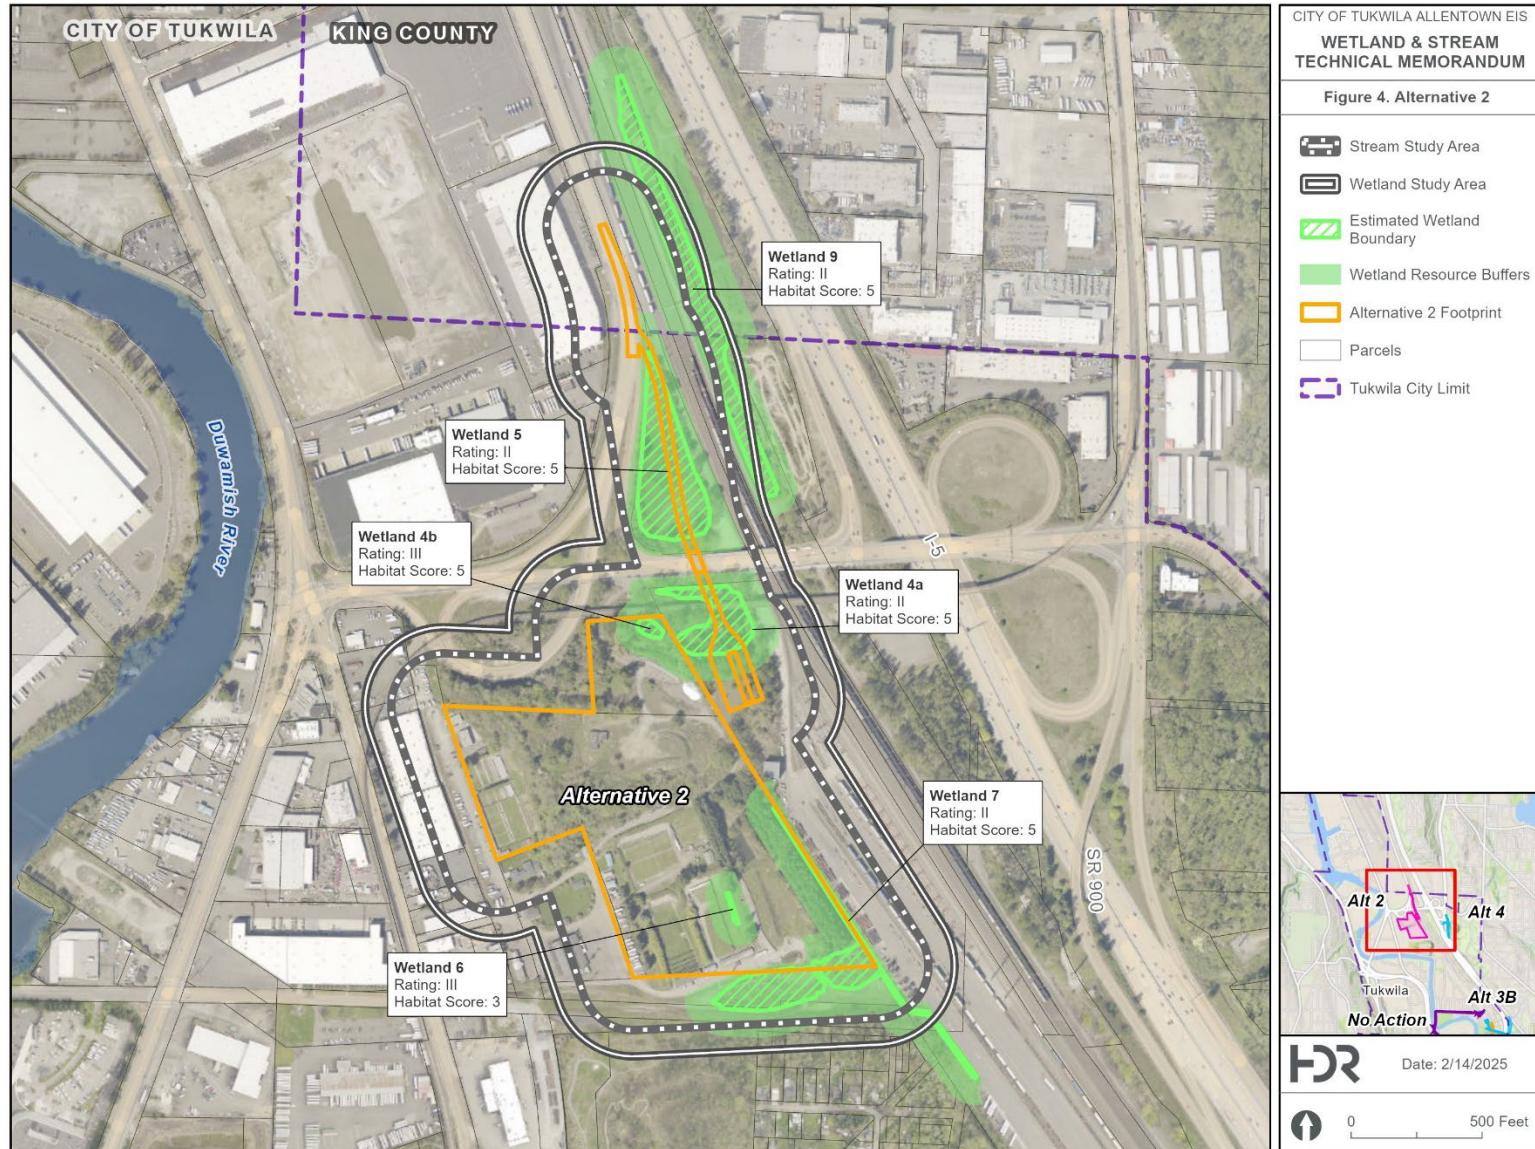 CITY OF TUKWILA
KING COUNTY
Wetland 9
Rating: II
Habitat Score: 5
Wetland 5
Rating: II
Habitat Score: 5
Wetland 4b
Rating: III
Habitat Score: 5
Wetland 4a
Rating: II
Habitat Score: 5
Duwamish River
I-5
Alternative 2
Wetland 7
Rating: II
Habitat Score: 5
SR 900
Wetland 6
Rating: III
Habitat Score: 3
CITY OF TUKWILA ALLENTOWN EIS
WETLAND & STREAM
TECHNICAL MEMORANDUM
Figure 4. Alternative 2
Stream Study Area
Wetland Study Area
Estimated Wetland
Boundary
Wetland Resource Buffers
Alternative 2 Footprint
Parcels
Tukwila City Limit
Alt 2
Alt 4
Tukwila
Alt 3B
No Action
HDR
Date: 2/14/2025
0 500 Feet